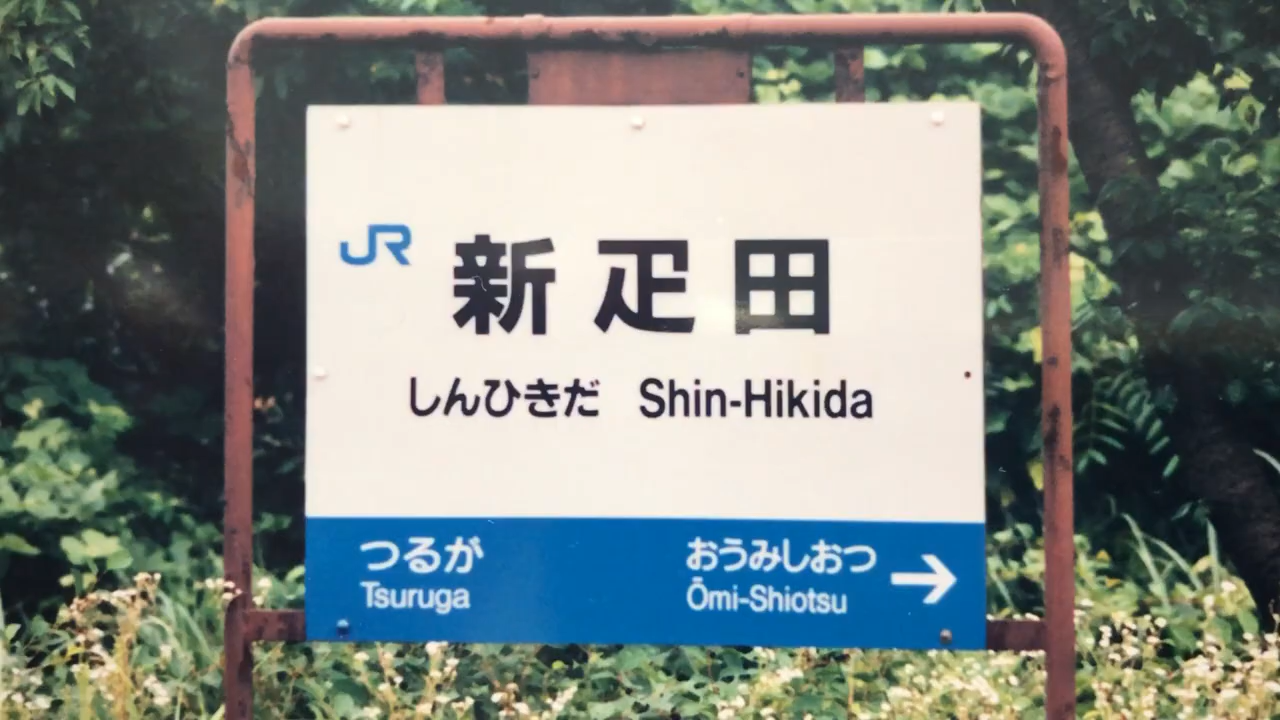 JR
新疋田
しんひきだ Shin-Hikida
つるが
Tsuruga
おうみしおつ →
Ōmi-Shiotsu